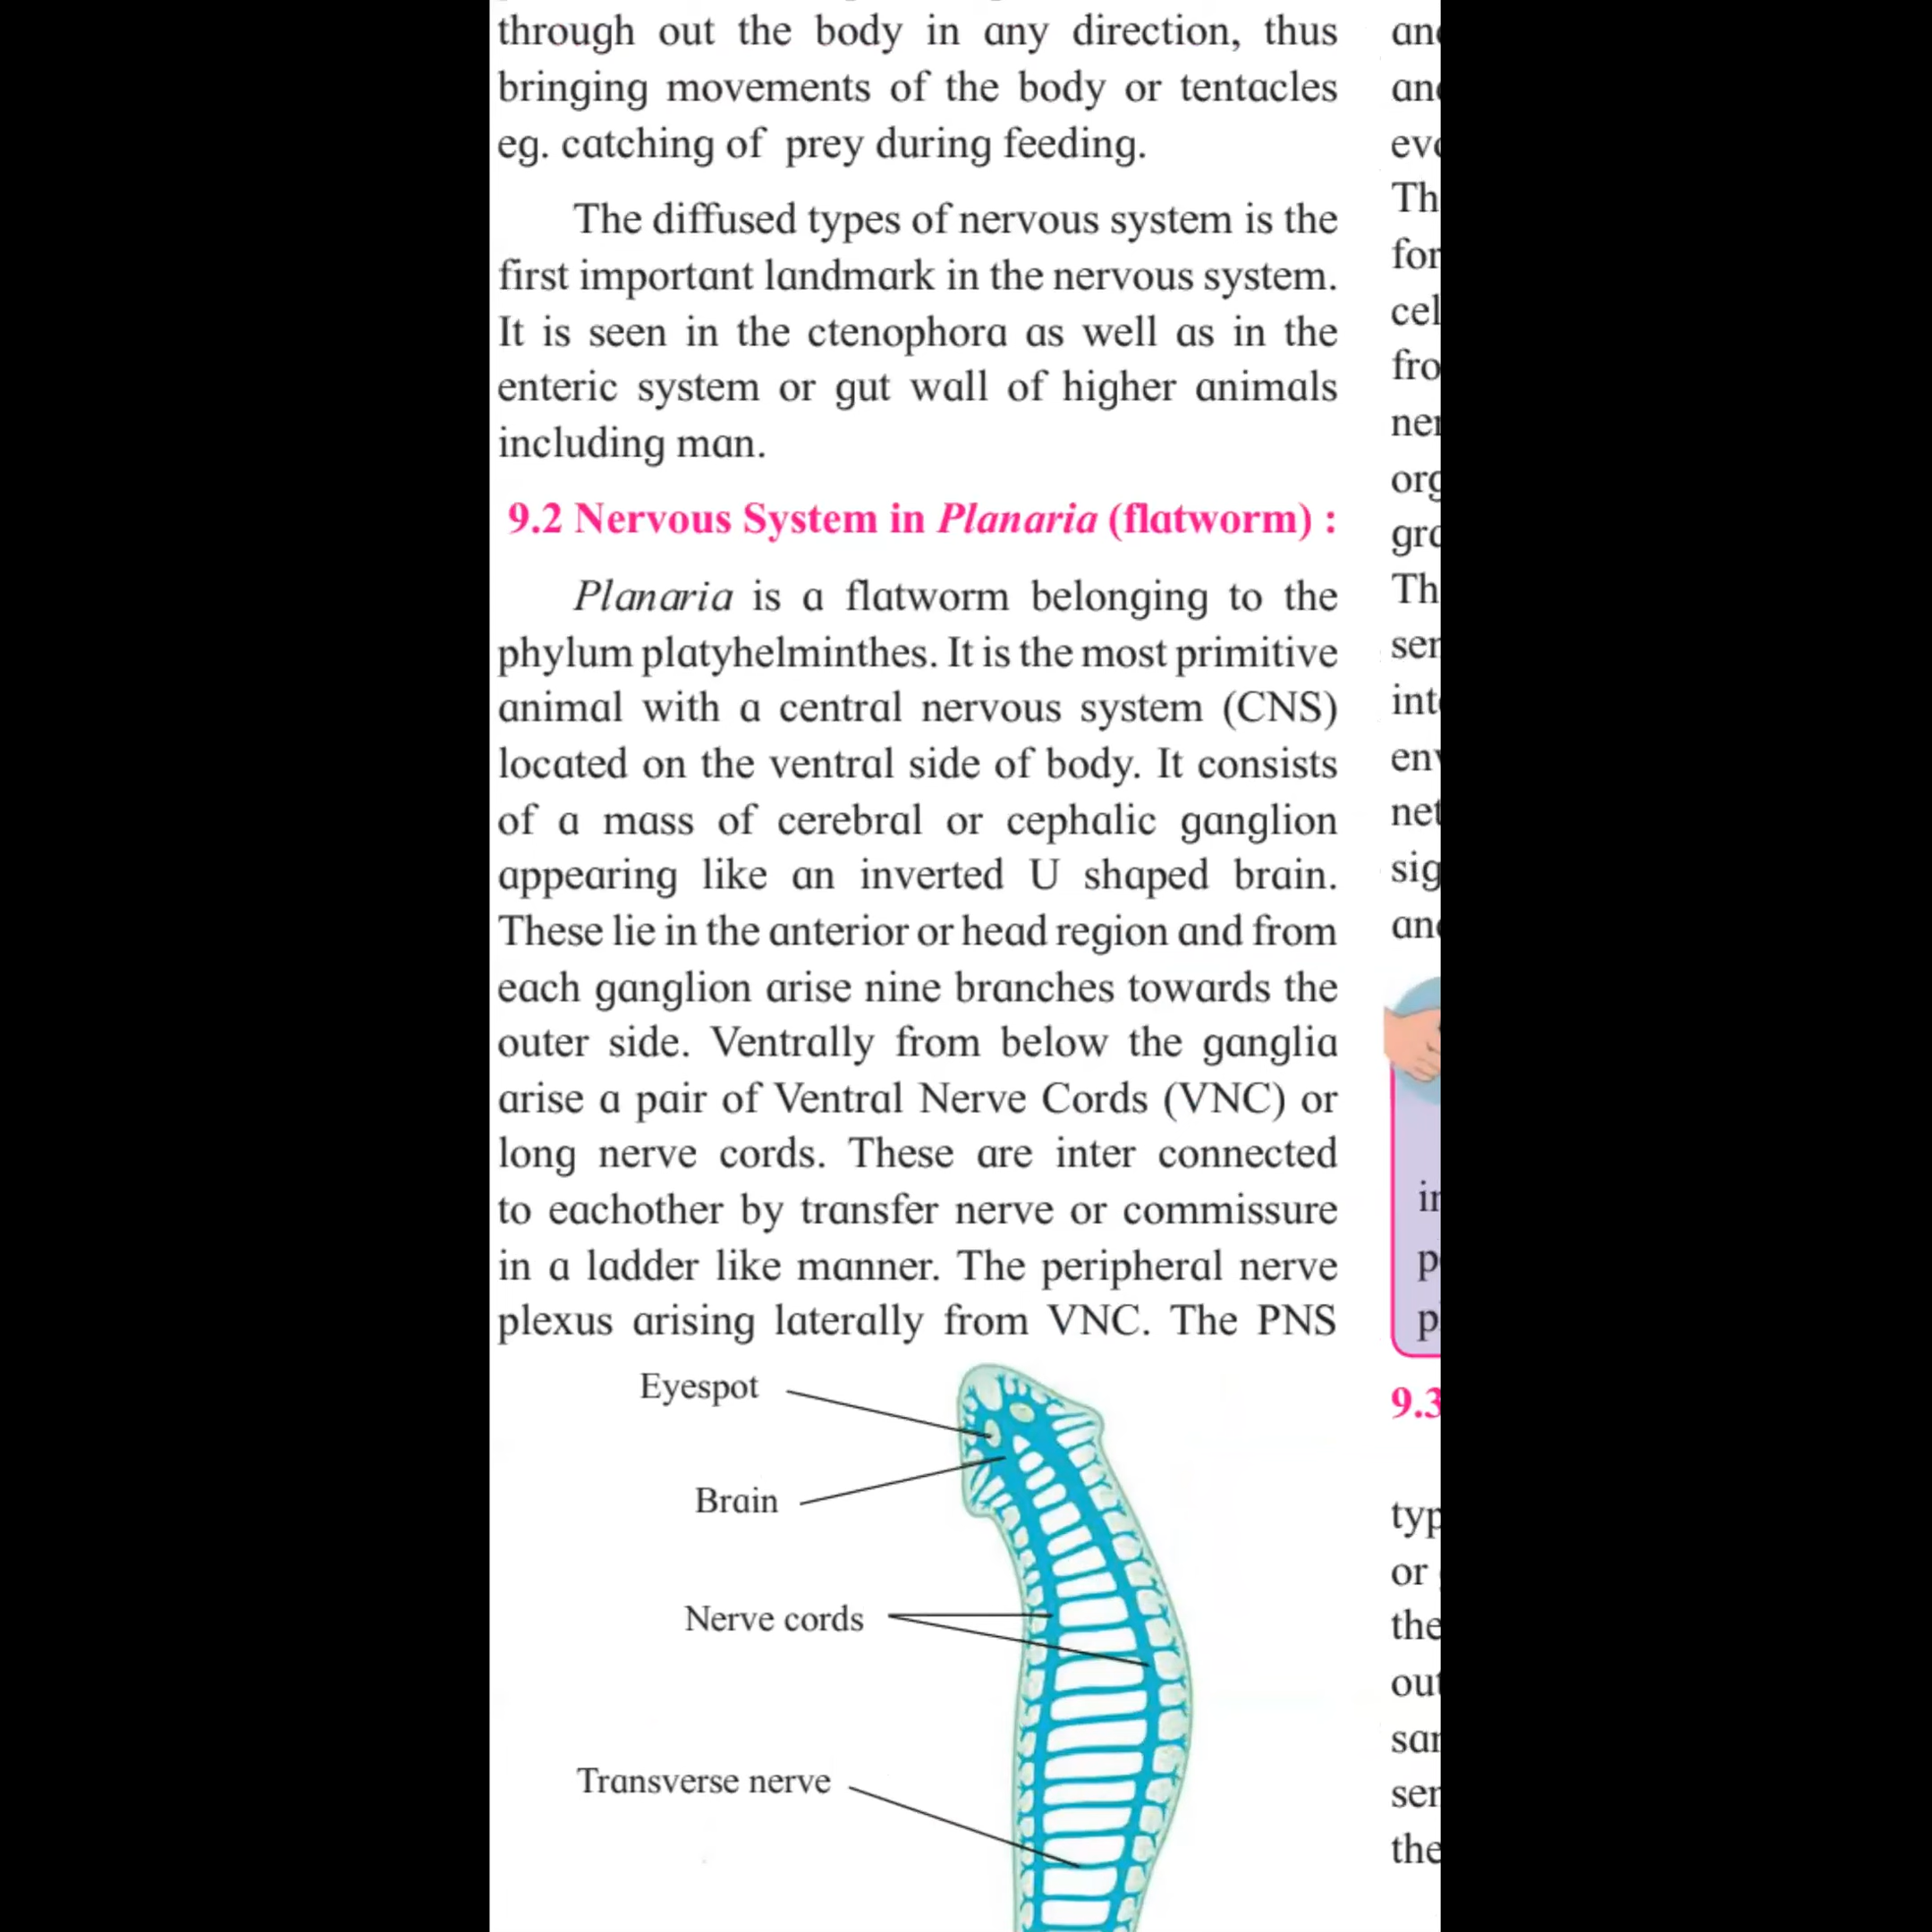 through out the body in any direction, thus
bringing movements of the body or tentacles
eg. catching of prey during feeding.
The diffused types of nervous system is the
first important landmark in the nervous system.
It is seen in the ctenophora as well as in the
enteric system or gut wall of higher animals
including man.
9.2 Nervous System in Planaria (flatworm) :
Planaria is a flatworm belonging to the
phylum platyhelminthes. It is the most primitive
animal with a central nervous system (CNS)
located on the ventral side of body. It consists
of a mass of cerebral or cephalic ganglion
appearing like an inverted U shaped brain.
These lie in the anterior or head region and from
each ganglion arise nine branches towards the
outer side. Ventrally from below the ganglia
arise a pair of Ventral Nerve Cords (VNC) or
long nerve cords. These are inter connected
to eachother by transfer nerve or commissure
in a ladder like manner. The peripheral nerve
plexus arising laterally from VNC. The PNS
Eyespot
Brain
Nerve cords
Transverse nerve
9.3
or
the
the